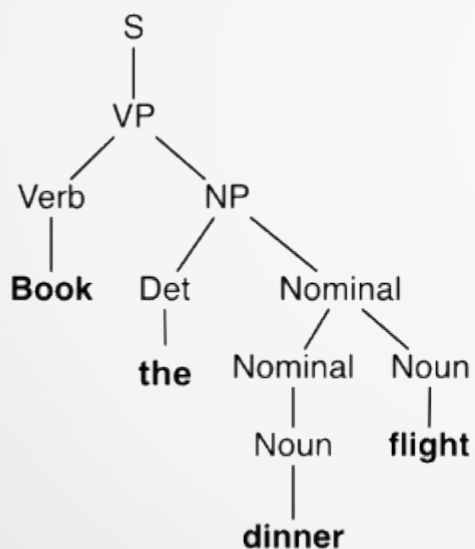 S
VP
Verb NP
Book Det Nominal
the Nominal Noun
Noun flight
dinner